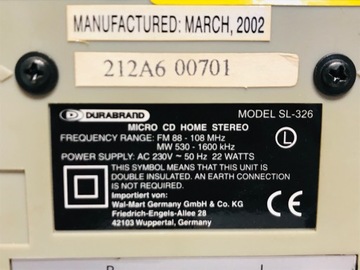 MANUFACTURED: MARCH, 2002
212A6 00701
DURABRAND MODEL SL-326
MICRO CD HOME STEREO
FREQUENCY RANGE: FM 88 - 108 MHz
MW 530 - 1600 kHz
POWER SUPPLY: AC 230V ~ 50 Hz 22 WATTS
THIS SYMBOL MEANS THAT THIS UNIT IS
DOUBLE INSULATED. AN EARTH CONNECTION
IS NOT REQUIRED.
Importiert von:
Wal-Mart Germany GmbH & Co. KG
Friedrich-Engels-Allee 28
42103 Wuppertal, Germany
L
CE